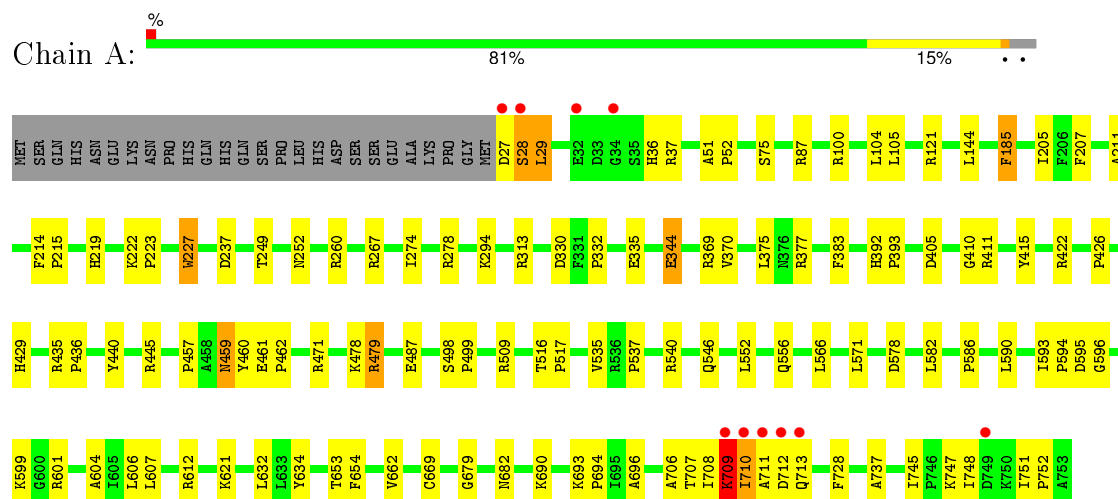 %
Chain A:
81% 15% • •
MET SER GLN HIS ASN GLU LYS ASN PRO HIS GLN HIS GLN SER PRO LEU HIS ASP SER SER GLU ALA LYS PRO GLY MET D27 S28 L29 E32 D33 G34 S35 H36 R37 A51 P52 S75 R87 R100 L104 L105 R121 L144 F185 I205 F206 F207 A211
F214 P215 H219 K222 P223 W227 D237 T249 N252 R260 R267 I274 R278 K294 R313 D330 F331 P332 E335 E344 R369 V370 L375 N376 R377 F383 H392 P393 D405 G410 R411 Y415 R422 P426
H429 R435 P436 Y440 R445 P457 A458 N459 Y460 E461 P462 R471 K478 R479 E487 S498 P499 R509 T516 P517 V535 R536 P537 R540 Q546 L552 Q556 L566 L571 D578 L582 P586 L590 I593 P594 D595 G596
K599 G600 R601 A604 I605 L606 L607 R612 K621 L632 L633 Y634 T653 F654 V662 C669 G679 N682 K690 K693 P694 I695 A696 A706 T707 I708 K709 I710 A711 D712 Q713 F728 A737 I745 P746 K747 I748 D749 K750 I751 P752 A753